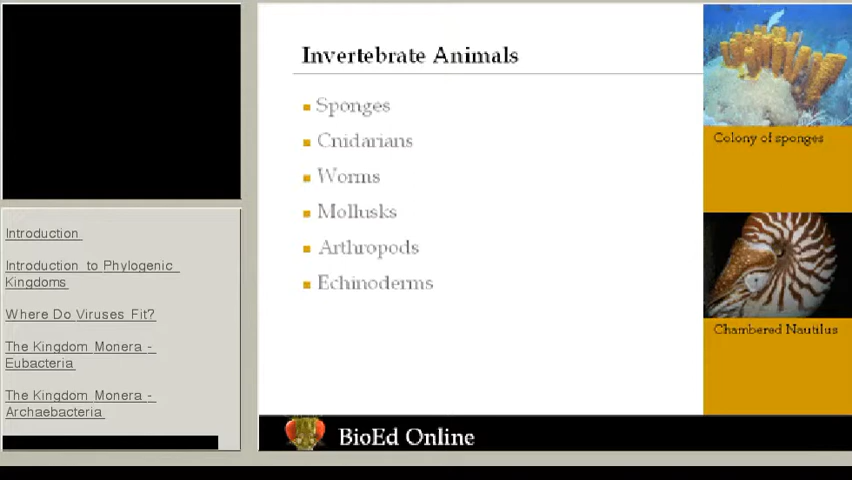 Invertebrate Animals
Sponges
Cnidarians
Worms
Mollusks
Arthropods
Echinoderms
Colony of sponges
Chambered Nautilus
Introduction
Introduction to Phylogenic
Kingdoms
Where Do Viruses Fit?
The Kingdom Monera -
Eubacteria
The Kingdom Monera -
Archaebacteria
BioEd Online